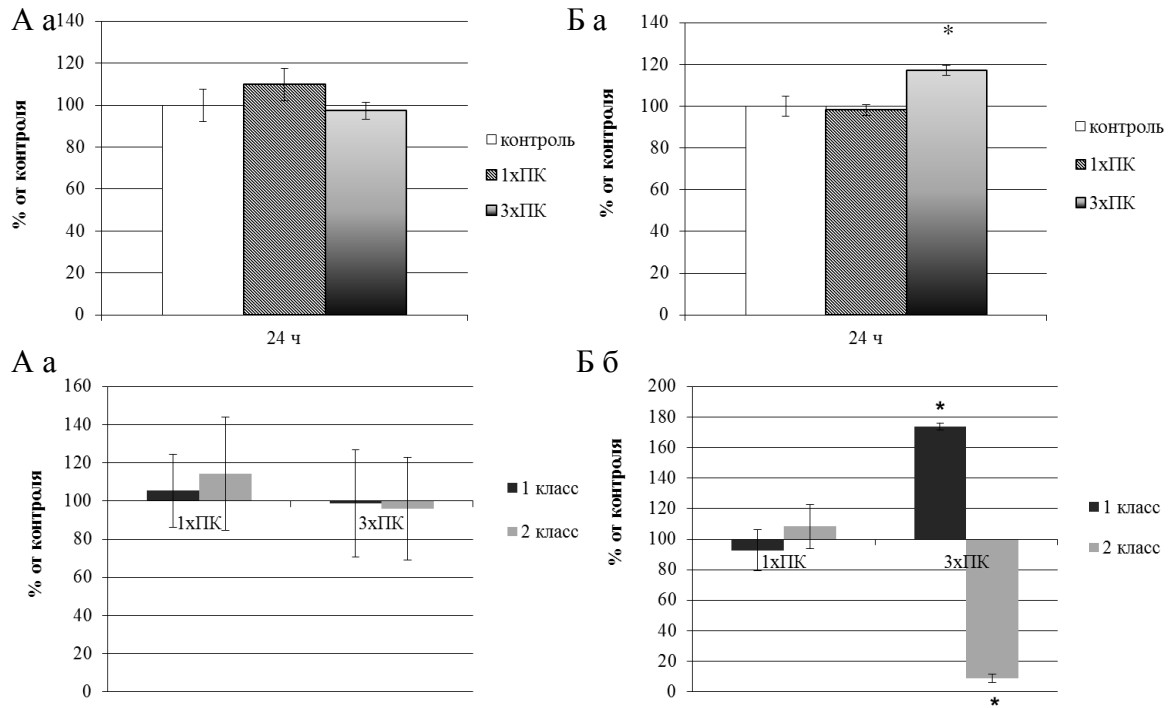 А а
% от контроля
140
120
100
80
60
40
20
0
24 ч
контроль
1хПК
3хПК
Б а
% от контроля
140
120
100
80
60
40
20
0
*
24 ч
контроль
1хПК
3хПК
А а
% от контроля
160
140
120
100
80
60
40
20
0
1хПК
3хПК
1 класс
2 класс
Б б
% от контроля
200
180
160
140
120
100
80
60
40
20
0
*
1хПК
3хПК
*
1 класс
2 класс